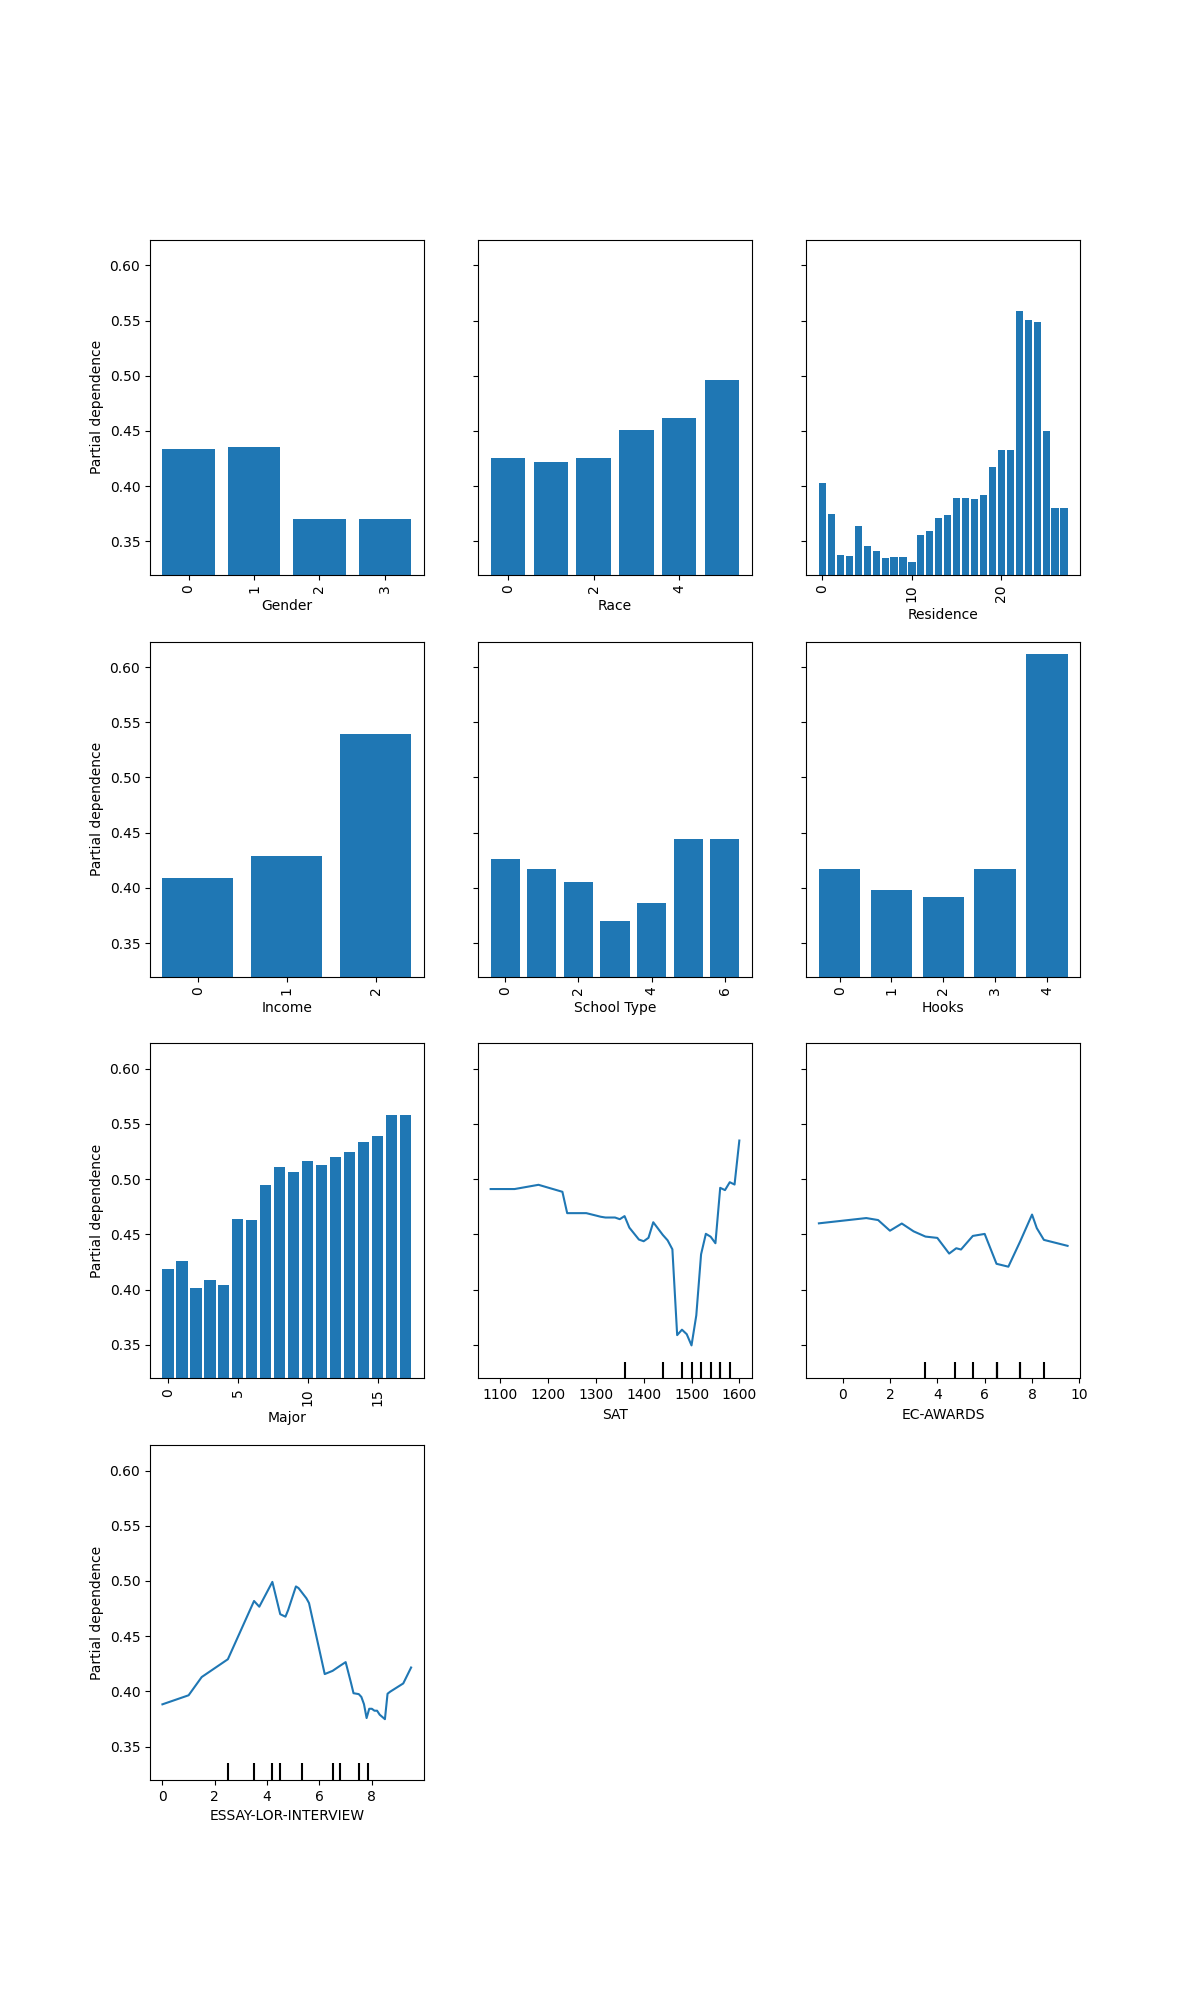 0.60
0.55
0.50
0.45
0.40
0.35
Partial dependence
0 1 2 3
Gender
0 2 4
Race
0 10 20
Residence
0.60
0.55
0.50
0.45
0.40
0.35
Partial dependence
0 1 2
Income
0 2 4 6
School Type
0 1 2 3 4
Hooks
0.60
0.55
0.50
0.45
0.40
0.35
Partial dependence
0 5 10 15
Major
1100 1200 1300 1400 1500 1600
SAT
0 2 4 6 8 10
EC-AWARDS
0.60
0.55
0.50
0.45
0.40
0.35
Partial dependence
0 2 4 6 8
ESSAY-LOR-INTERVIEW